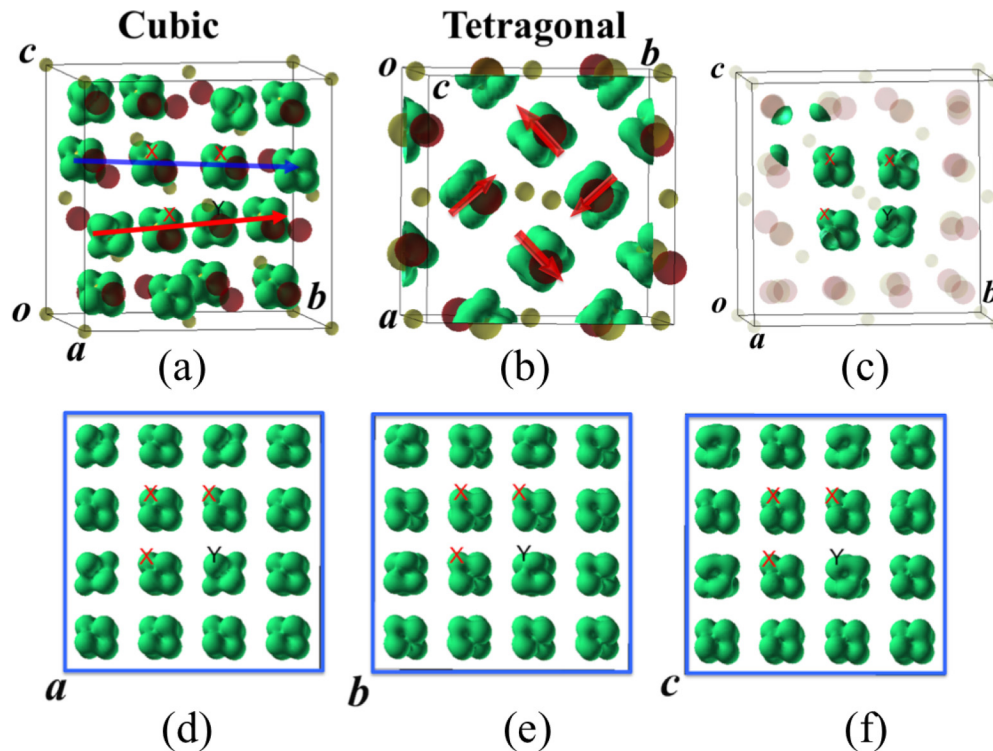 Cubic Tetragonal
c o b c
c
X X X X
X Y X Y
o b o b
a a a
(a) (b) (c)
X X X X X X
X Y X Y X Y
a b c
(d) (e) (f)